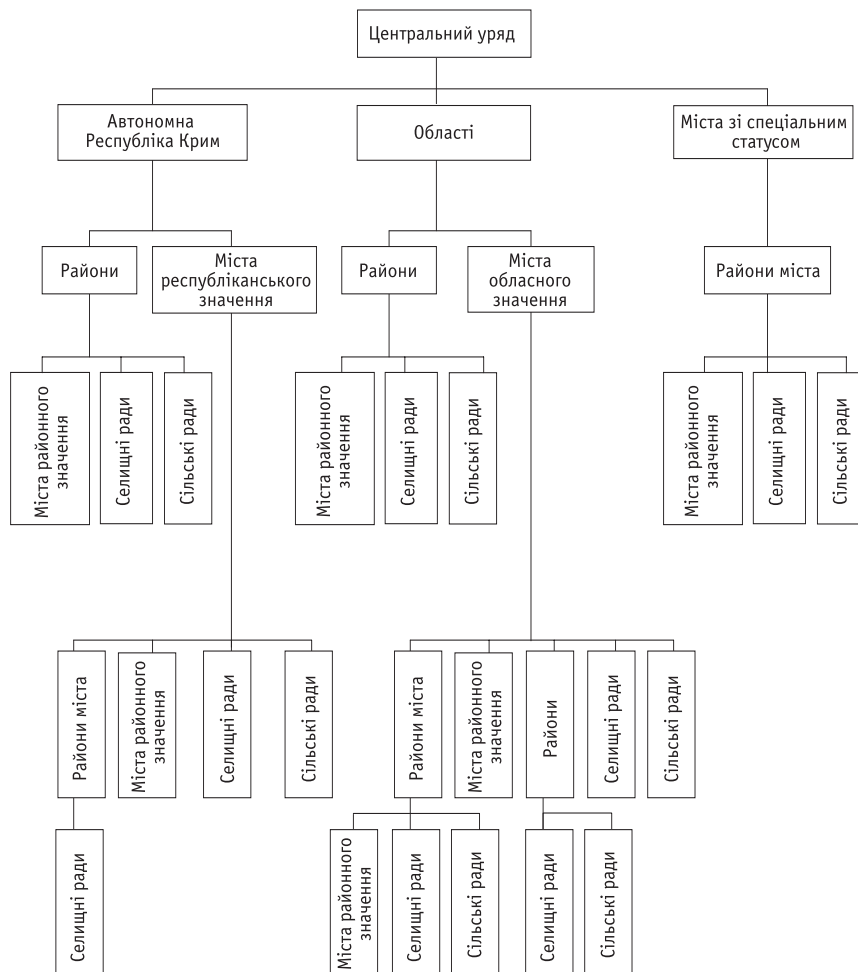 Центральний уряд
Автономна
Республіка Крим
Області
Міста зі спеціальним
статусом
Райони
Міста
республіканського
значення
Райони
Міста
обласного
значення
Райони міста
Міста районного
значення
Селищні ради
Сільські ради
Міста районного
значення
Селищні ради
Сільські ради
Міста районного
значення
Селищні ради
Сільські ради
Райони міста
Міста районного
значення
Селищні ради
Сільські ради
Райони міста
Міста районного
значення
Райони
Селищні ради
Сільські ради
Селищні ради
Міста районного
значення
Селищні ради
Сільські ради
Селищні ради
Сільські ради